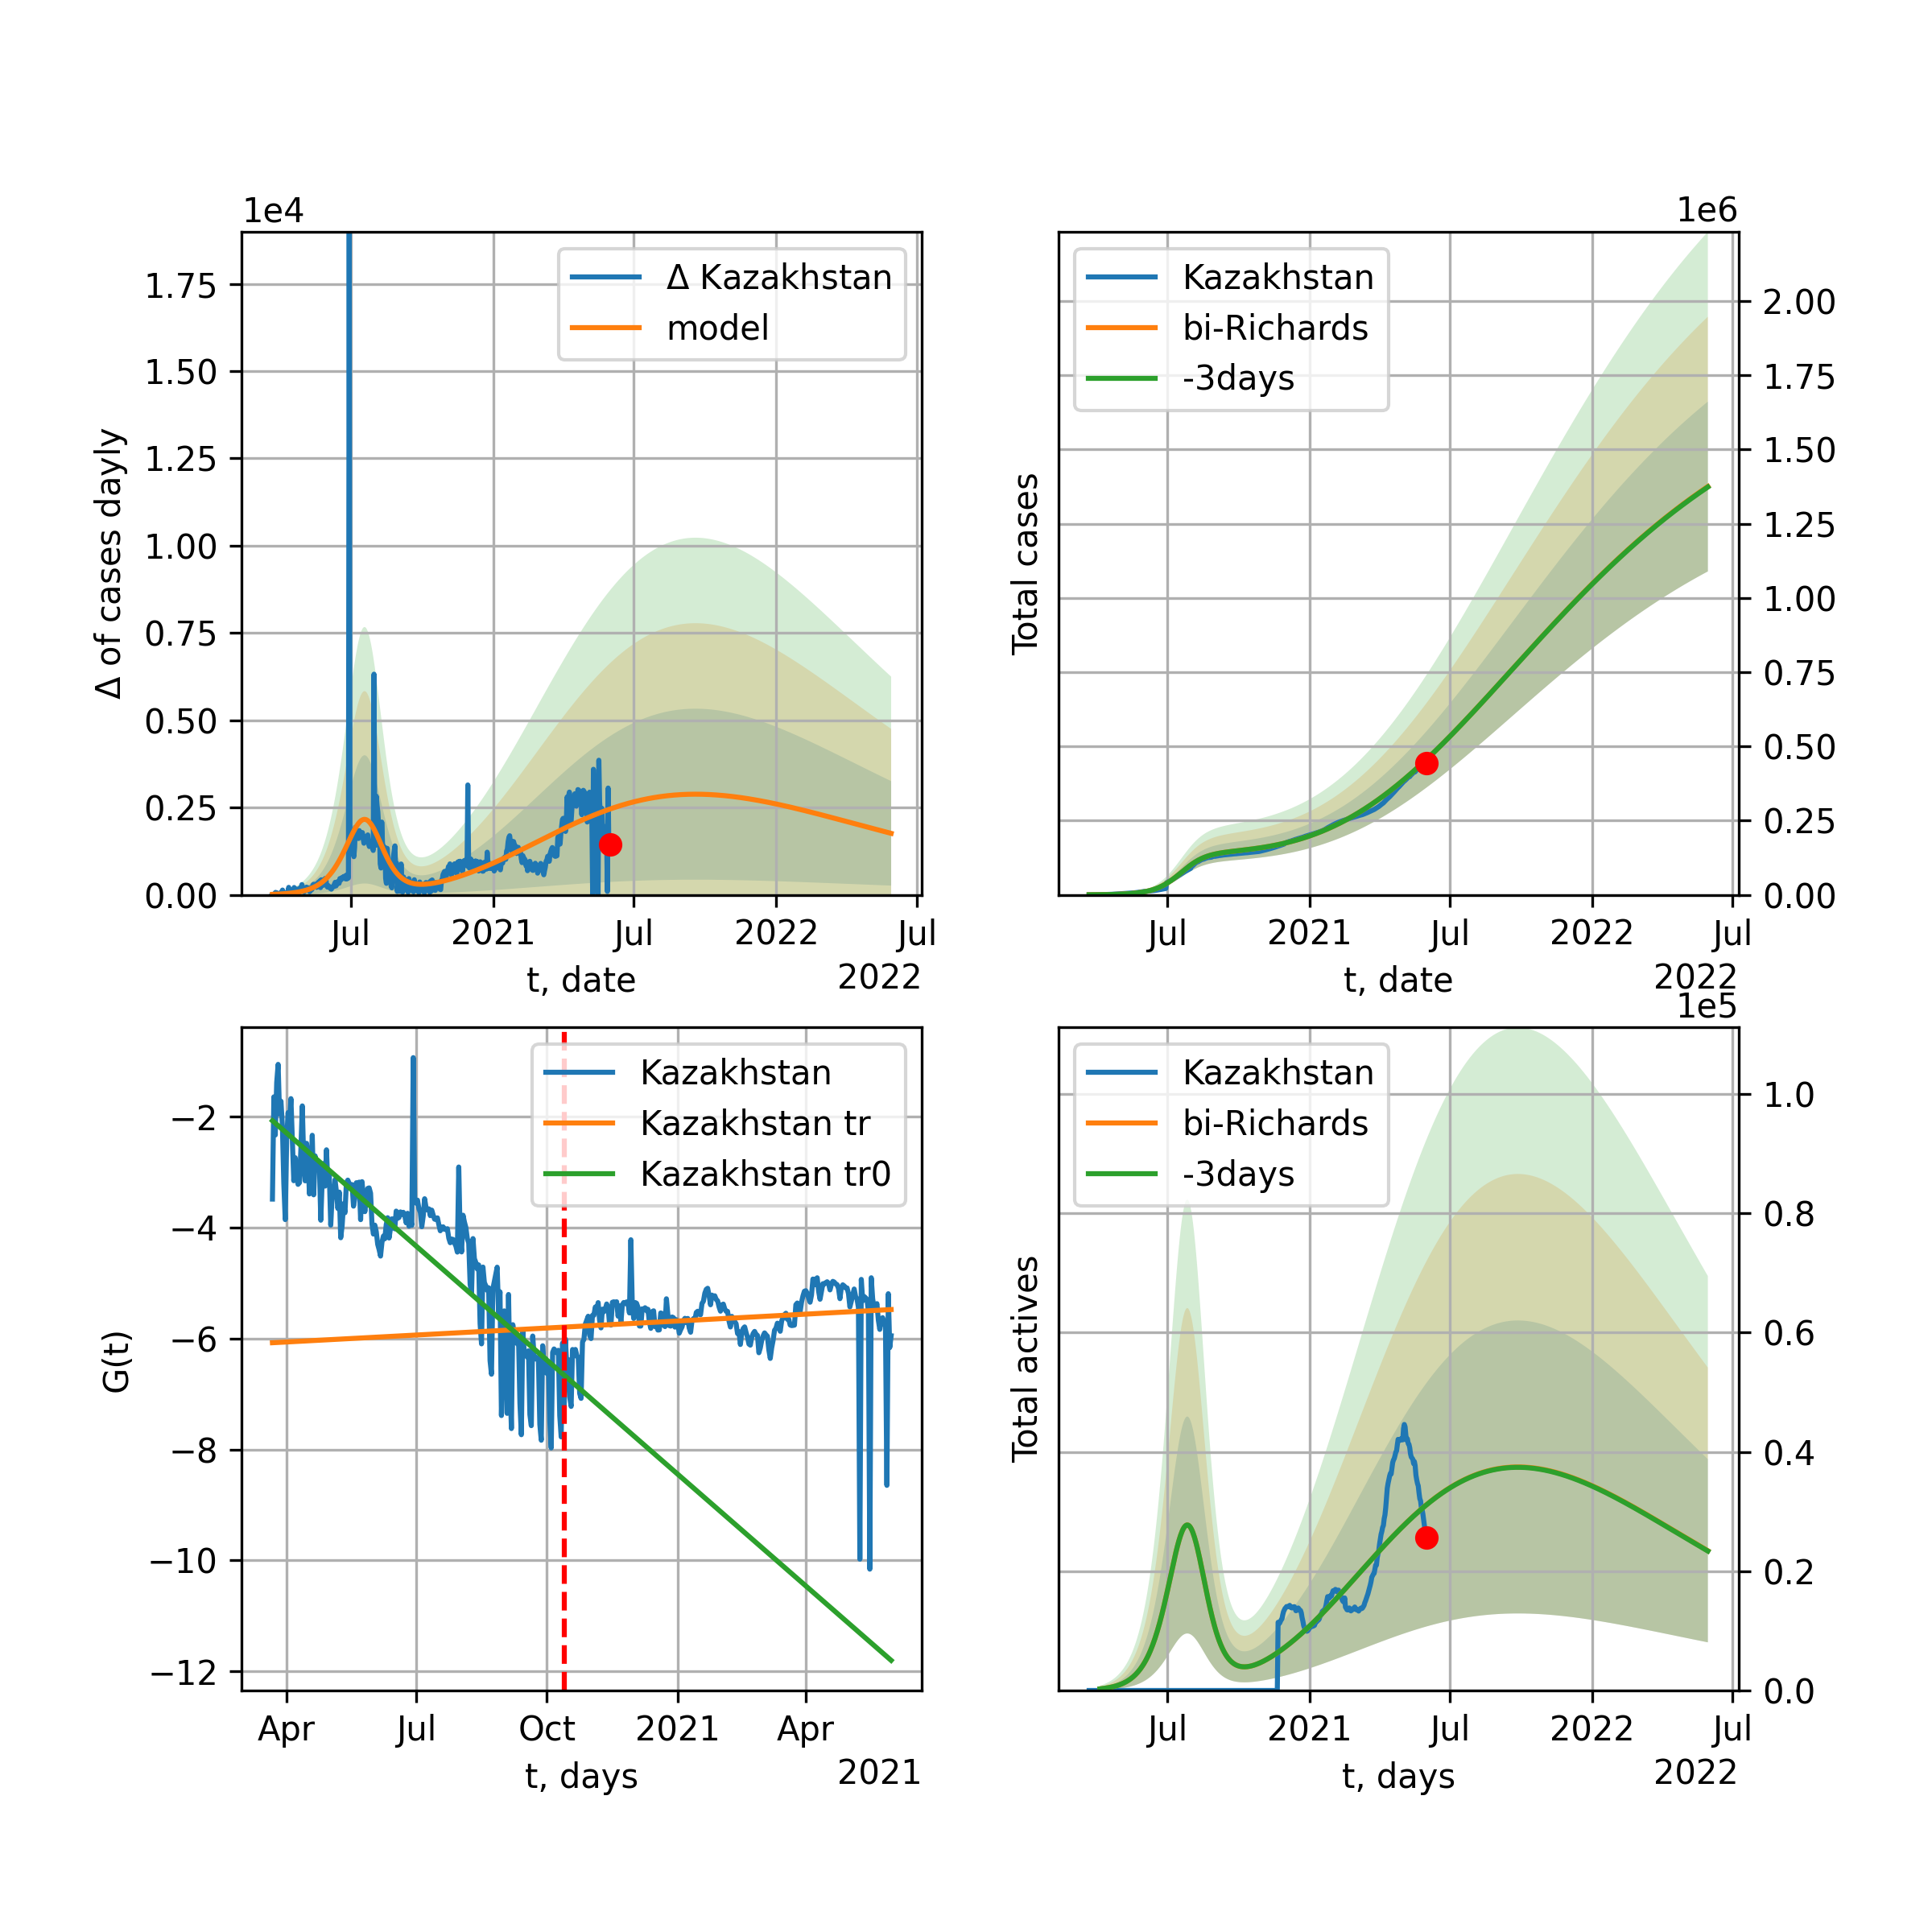 1e4
Δ of cases dayly
1.75
1.50
1.25
1.00
0.75
0.50
0.25
0.00
Δ Kazakhstan
model
Jul 2021 Jul 2022 Jul
t, date
2022
1e6
Total cases
Kazakhstan
bi-Richards
-3days
2.00
1.75
1.50
1.25
1.00
0.75
0.50
0.25
0.00
Jul 2021 Jul 2022 Jul
t, date
2022
G(t)
−2
−4
−6
−8
−10
−12
Kazakhstan
Kazakhstan tr
Kazakhstan tr0
Apr Jul Oct 2021 Apr
t, days
2021
1e5
Total actives
Kazakhstan
bi-Richards
-3days
1.0
0.8
0.6
0.4
0.2
0.0
Jul 2021 Jul 2022 Jul
t, days
2022